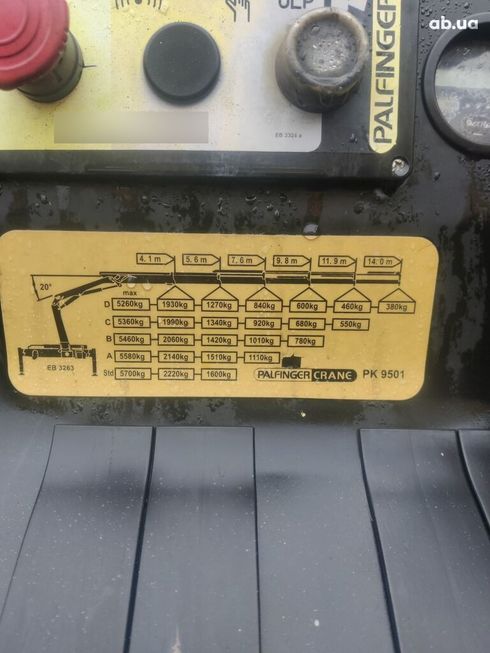 ab.ua
PALFINGER
EB 3324 a
4.1 m 5.6 m 7.6 m 9.8 m 11.9 m 14.0 m
20°
max
D 5260kg 1930kg 1270kg 840kg 600kg 460kg 380kg
C 5360kg 1990kg 1340kg 920kg 680kg 550kg
B 5460kg 2060kg 1420kg 1010kg 780kg
A 5580kg 2140kg 1510kg 1110kg
EB 3263
Std 5700kg 2220kg 1600kg
PALFINGER CRANE PK 9501